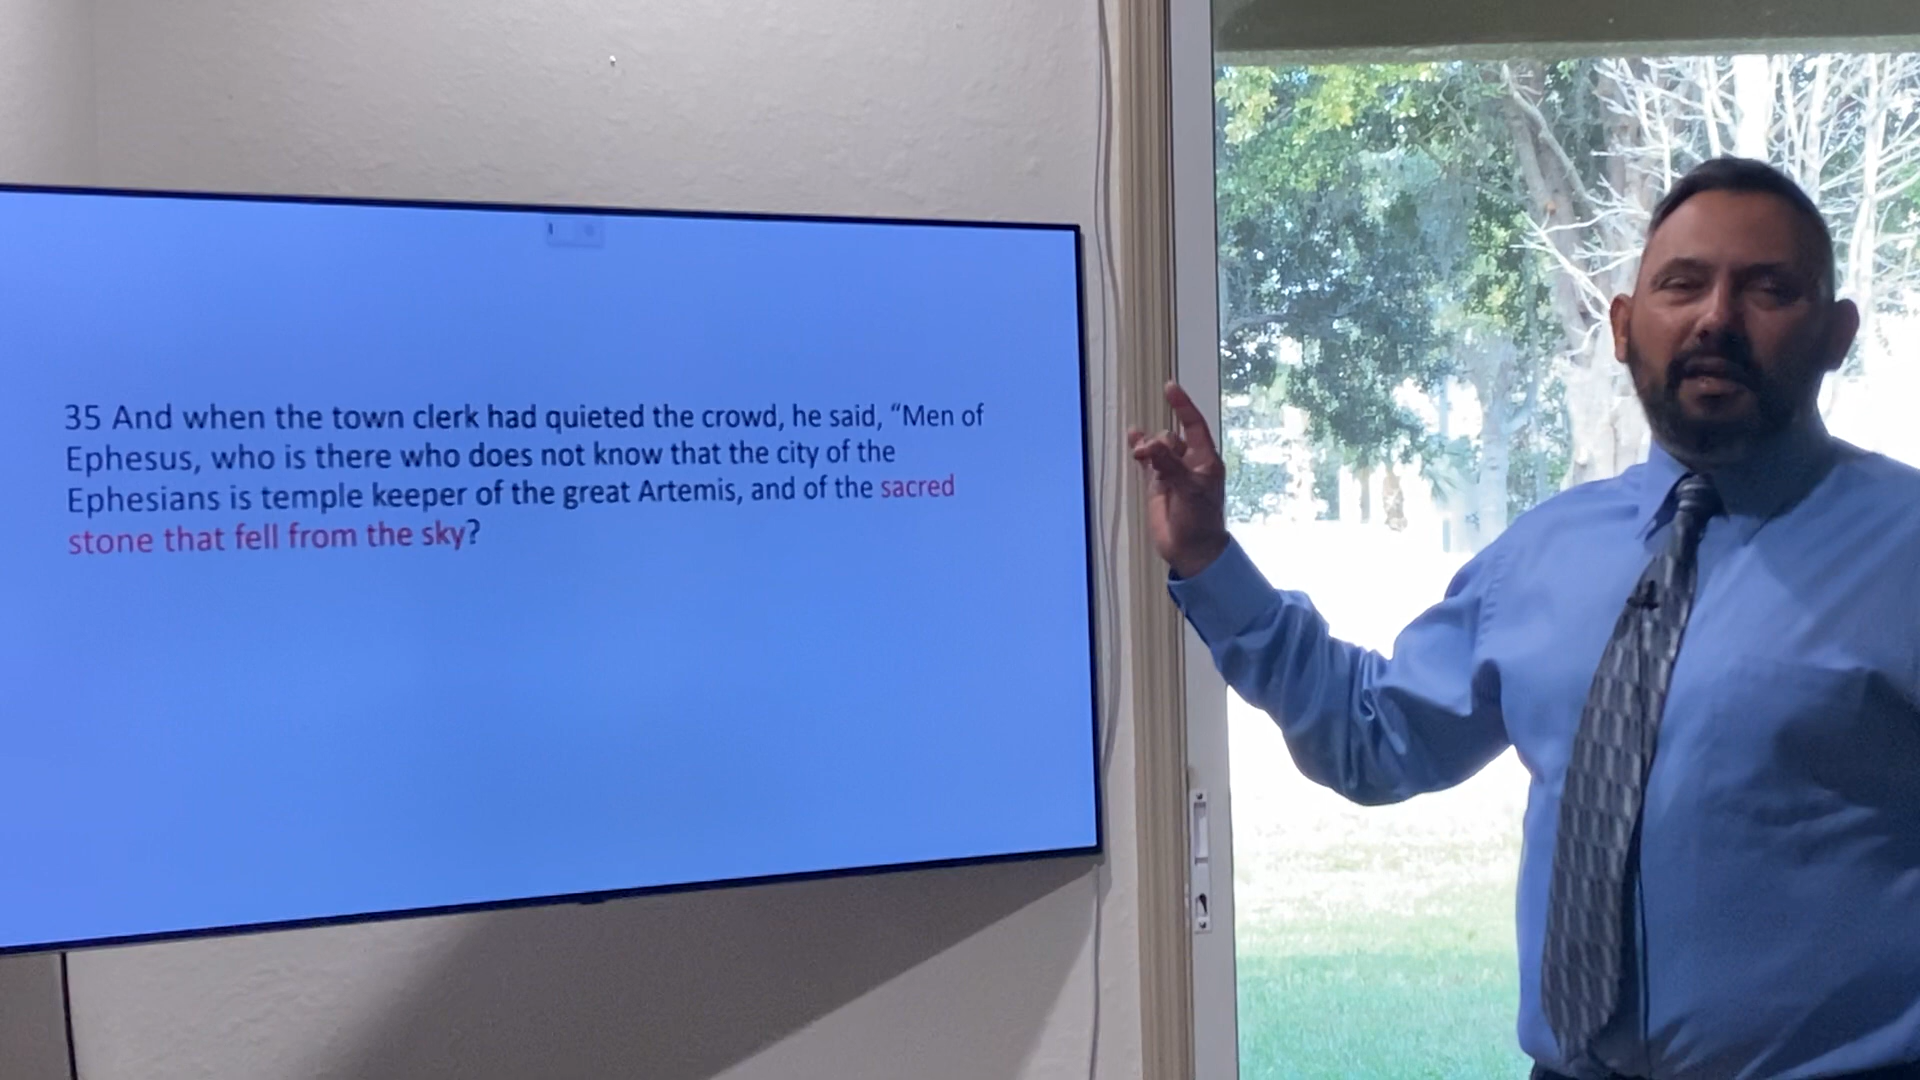 35 And when the town clerk had quieted the crowd, he said, “Men of
Ephesus, who is there who does not know that the city of the
Ephesians is temple keeper of the great Artemis, and of the sacred
stone that fell from the sky?